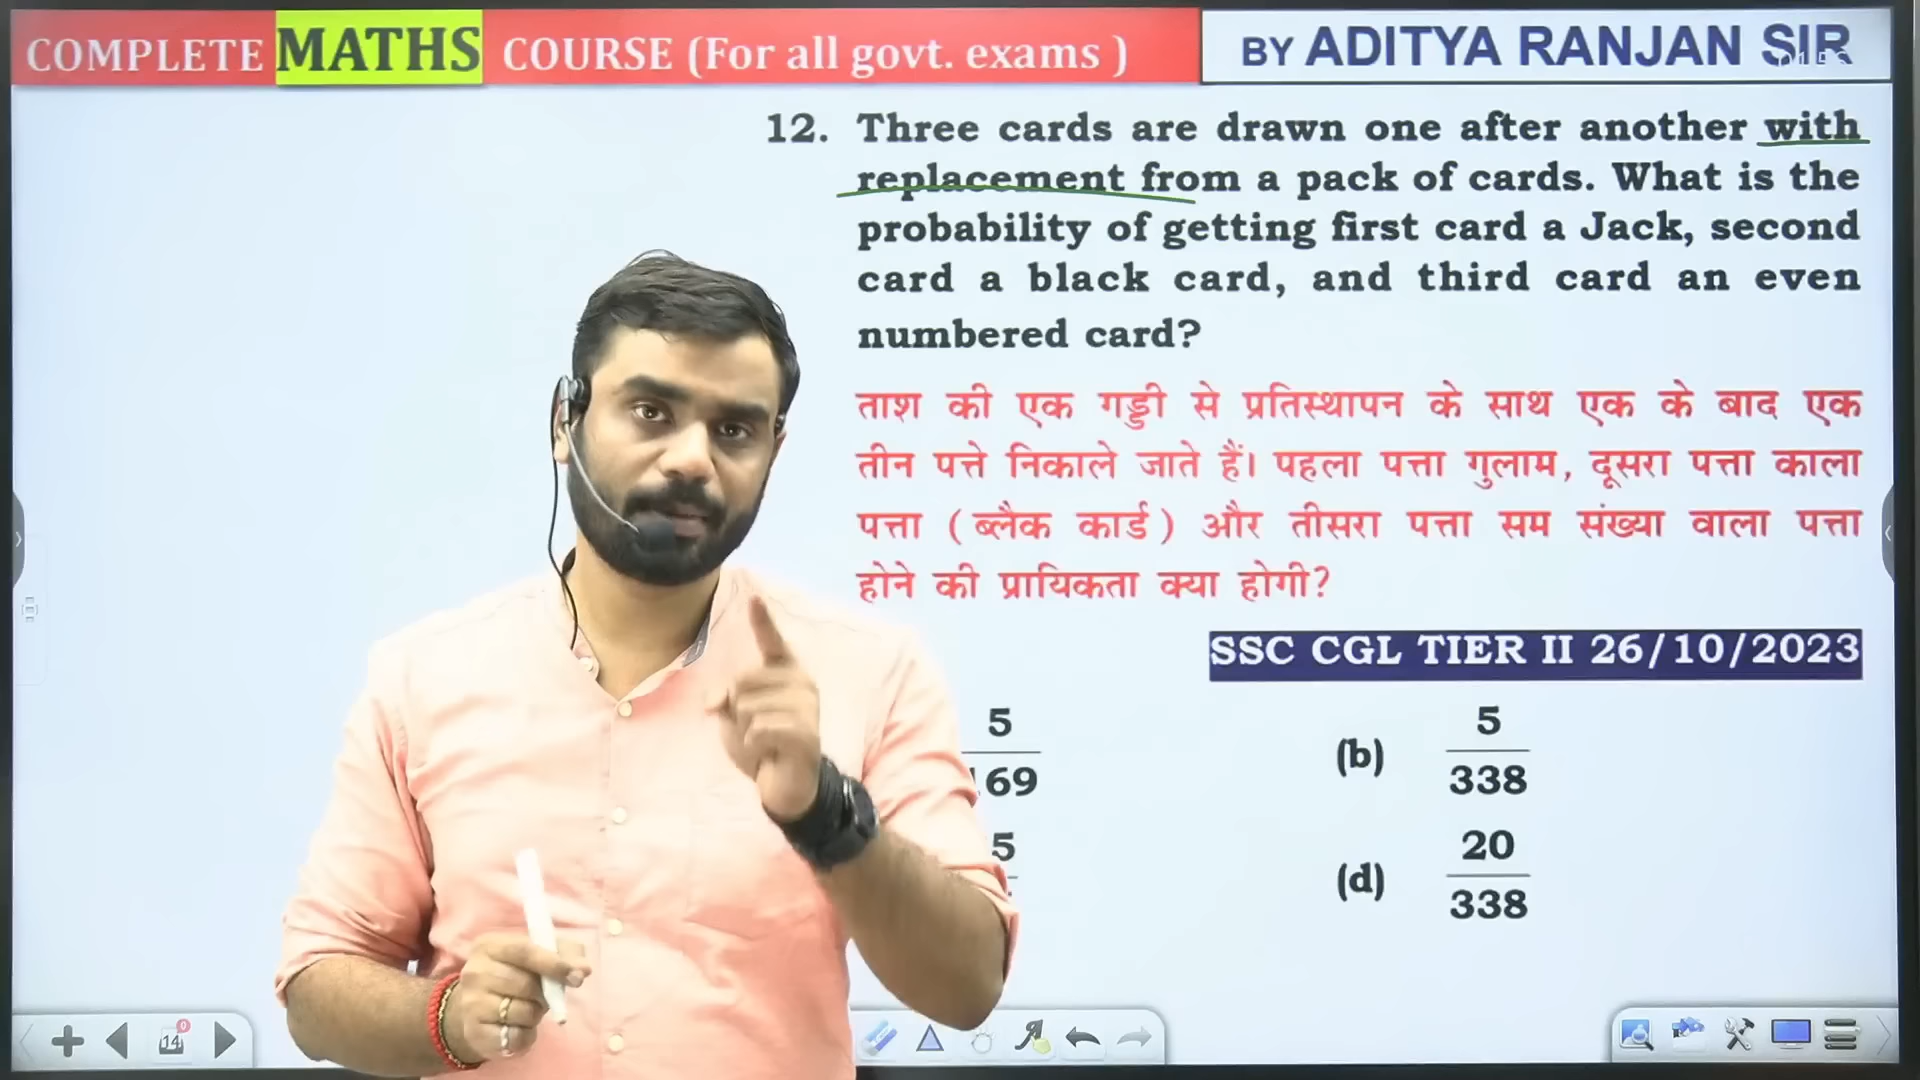 COMPLETE MATHS COURSE (For all govt. exams ) BY ADITYA RANJAN SIR
12. Three cards are drawn one after another with
replacement from a pack of cards. What is the
probability of getting first card a Jack, second
card a black card, and third card an even
numbered card?
ताश की एक गड्डी से प्रतिस्थापन के साथ एक के बाद एक
तीन पत्ते निकाले जाते हैं। पहला पत्ता गुलाम, दूसरा पत्ता काला
पत्ता (ब्लैक कार्ड) और तीसरा पत्ता सम संख्या वाला पत्ता
होने की प्रायिकता क्या होगी?
SSC CGL TIER II 26/10/2023
5
69
(b) 5
338
5
(d) 20
338
14
0